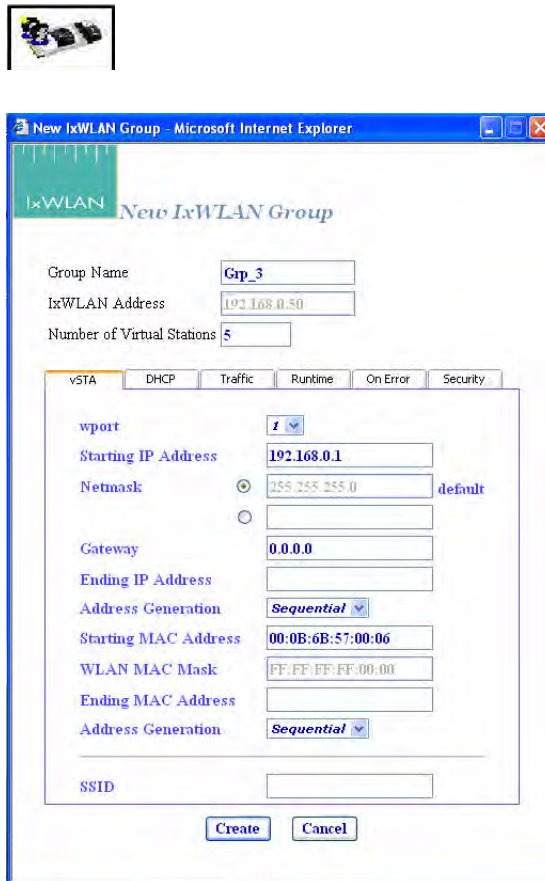 New IxWLAN Group - Microsoft Internet Explorer
IxWLAN
New IxWLAN Group
Group Name Grp_3
IxWLAN Address 192.168.0.50
Number of Virtual Stations 5
vSTA DHCP Traffic Runtime On Error Security
wport 1
Starting IP Address 192.168.0.1
Netmask 255.255.255.0 default
Gateway 0.0.0.0
Ending IP Address
Address Generation Sequential
Starting MAC Address 00:0B:6B:57:00:06
WLAN MAC Mask FF:FF:FF:FF:00:00
Ending MAC Address
Address Generation Sequential
SSID
Create Cancel